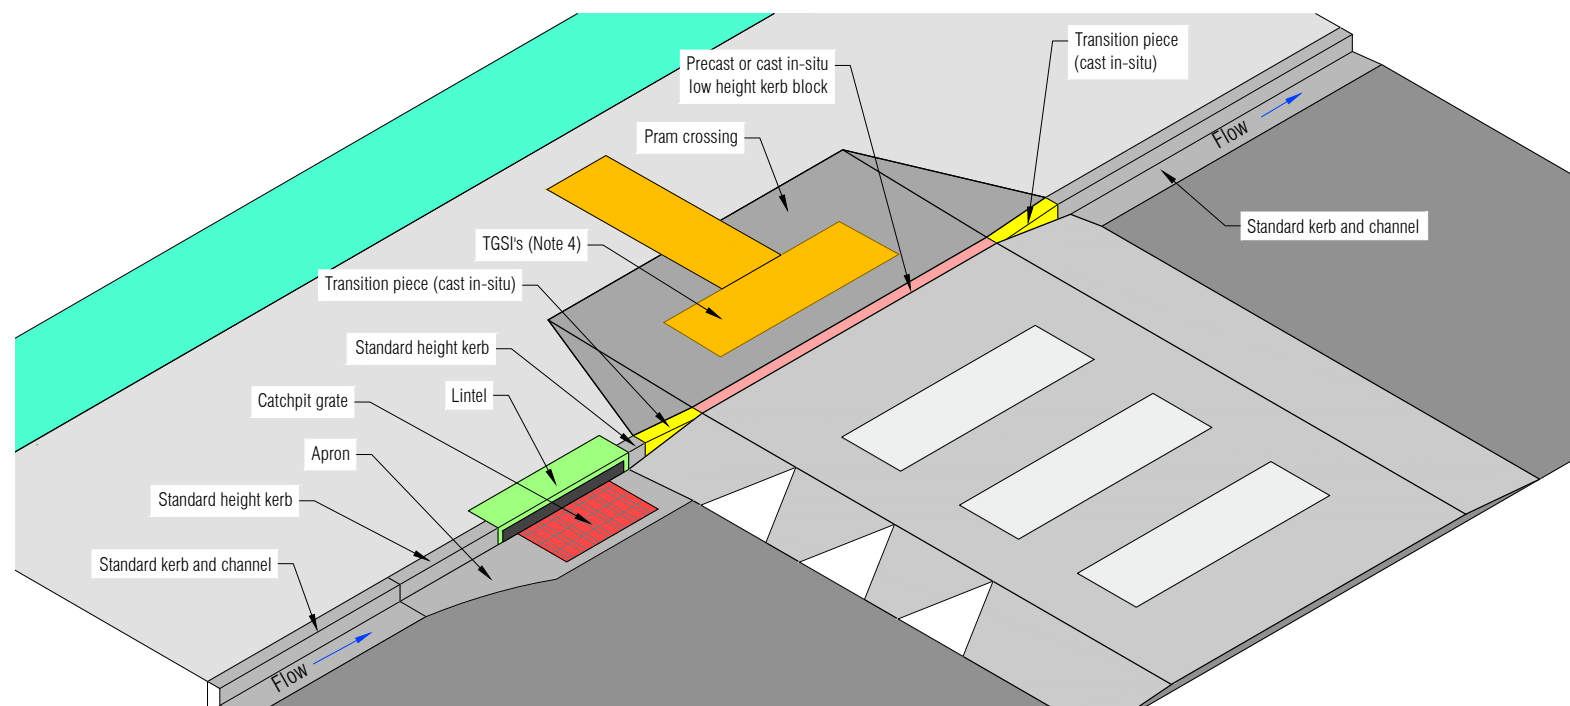 Transition piece
(cast in-situ)
Precast or cast in-situ
low height kerb block
Pram crossing
Flow
Standard kerb and channel
TGSI's (Note 4)
Transition piece (cast in-situ)
Standard height kerb
Lintel
Catchpit grate
Apron
Standard height kerb
Standard kerb and channel
Flow